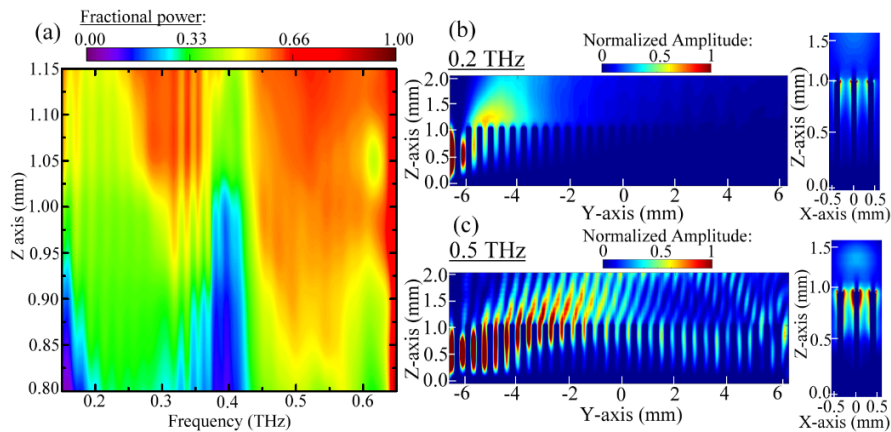 Fractional power:
(a)
0.00 0.33 0.66 1.00
1.15
1.10
1.05
1.00
0.95
0.90
0.85
0.80
Z axis (mm)
0.2 0.3 0.4 0.5 0.6
Frequency (THz)
(b)
0.2 THz
Normalized Amplitude:
0 0.5 1
2.0
1.5
1.0
0.5
0.0
Z-axis (mm)
-6 -4 -2 0 2 4 6
Y-axis (mm)
1.5
1.0
0.5
0.0
Z-axis (mm)
-0.5 0 0.5
X-axis (mm)
(c)
0.5 THz
Normalized Amplitude:
0 0.5 1
2.0
1.5
1.0
0.5
0.0
Z-axis (mm)
-6 -4 -2 0 2 4 6
Y-axis (mm)
1.5
1.0
0.5
0.0
Z-axis (mm)
-0.5 0 0.5
X-axis (mm)